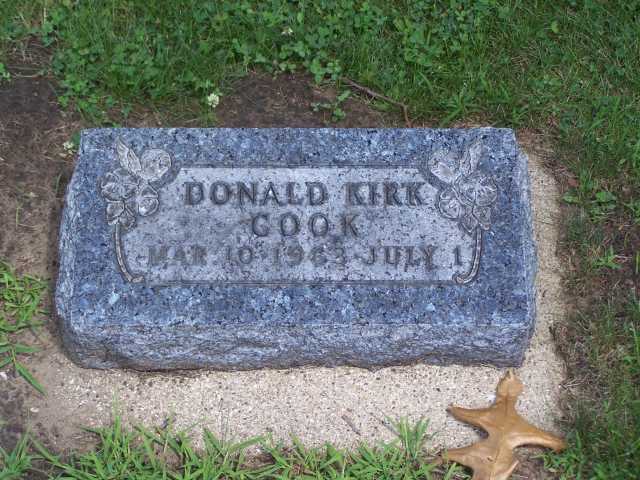 DONALD KIRK
COOK
MAR. 10 · 1963 · JULY 1